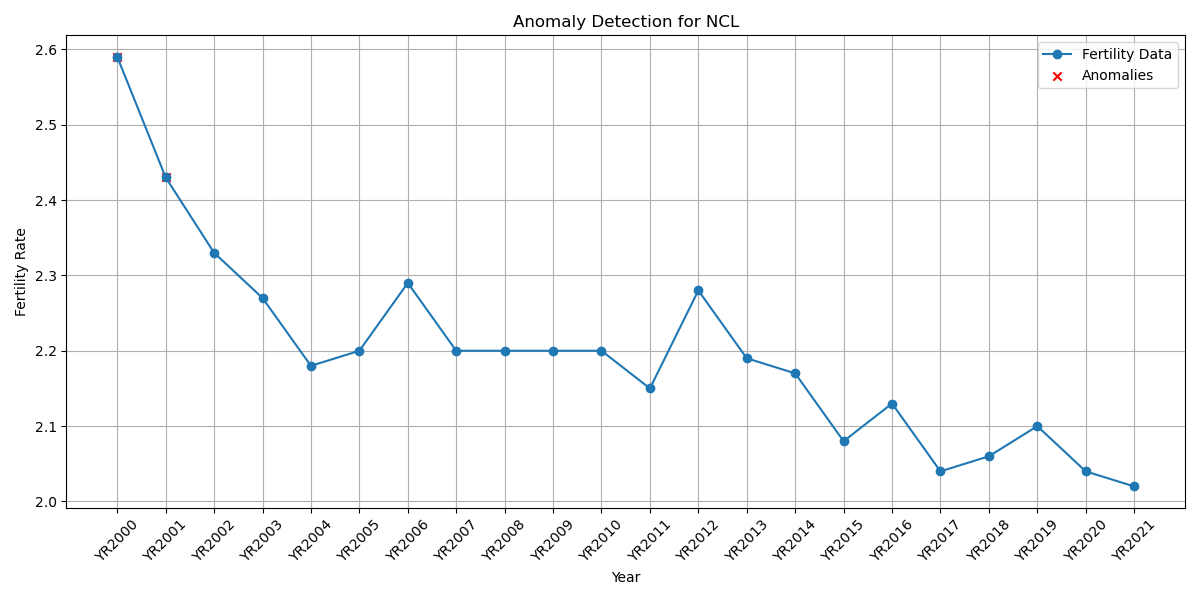 Anomaly Detection for NCL
Fertility Data
Anomalies
Fertility Rate
2.6
2.5
2.4
2.3
2.2
2.1
2.0
YR2000
YR2001
YR2002
YR2003
YR2004
YR2005
YR2006
YR2007
YR2008
YR2009
YR2010
YR2011
YR2012
YR2013
YR2014
YR2015
YR2016
YR2017
YR2018
YR2019
YR2020
YR2021
Year